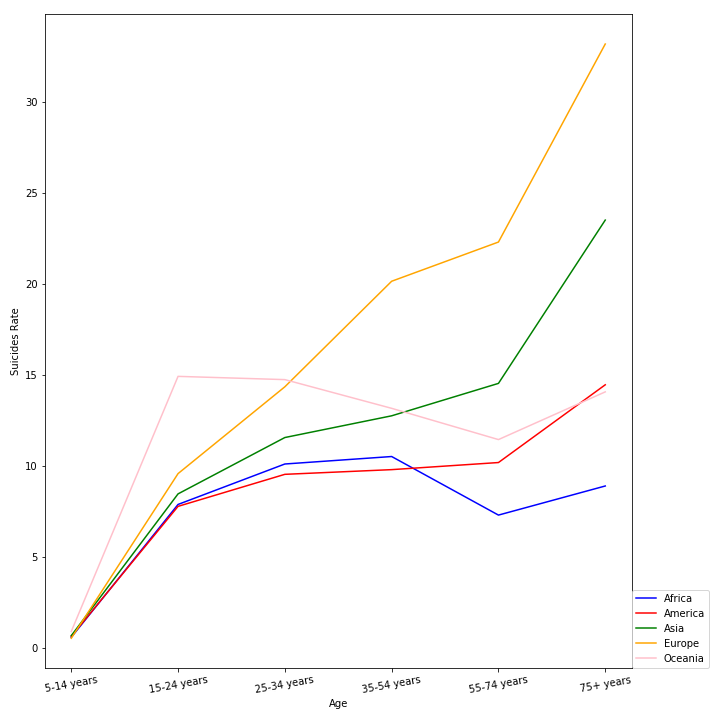 30
25
20
15
10
5
0
Suicides Rate
5-14 years
15-24 years
25-34 years
35-54 years
55-74 years
75+ years
Age
Africa
America
Asia
Europe
Oceania